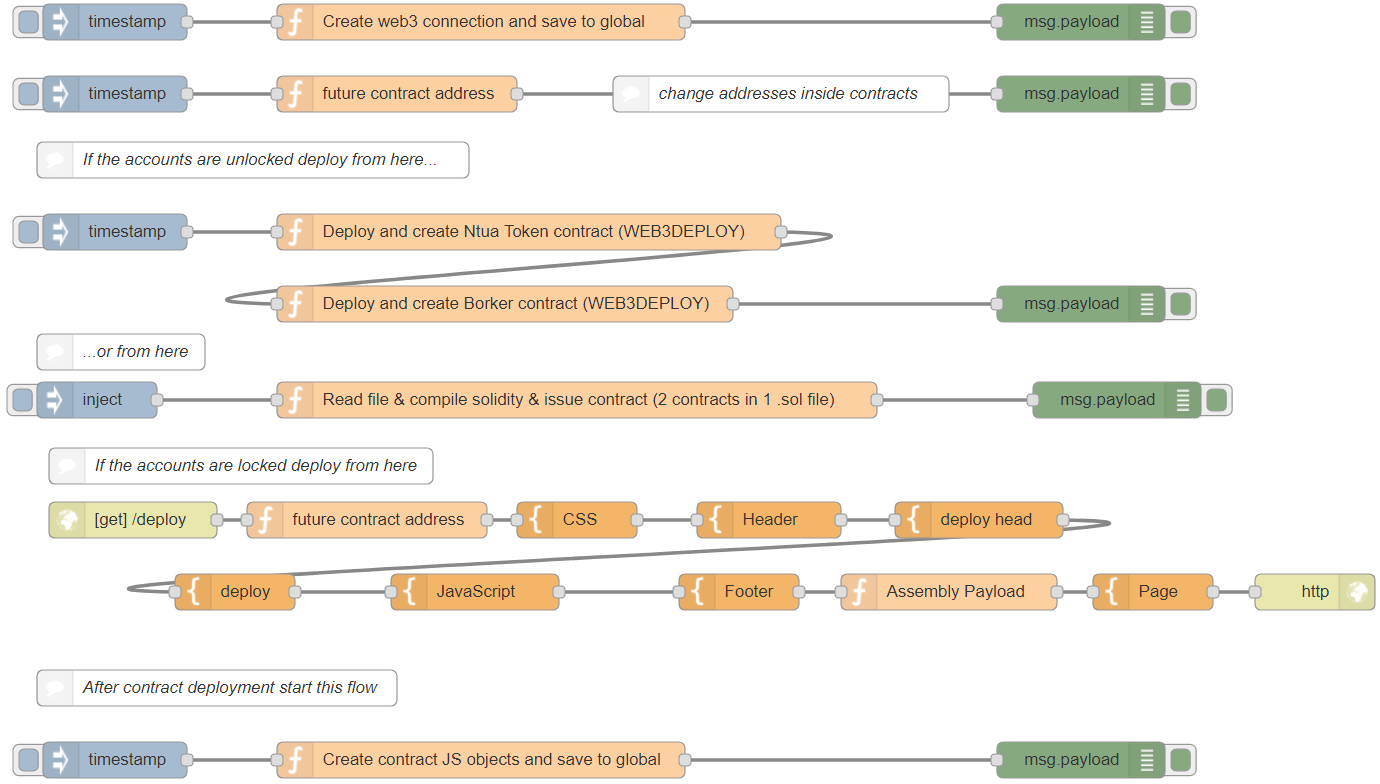 timestamp Create web3 connection and save to global msg.payload
timestamp future contract address change addresses inside contracts msg.payload
If the accounts are unlocked deploy from here...
timestamp Deploy and create Ntua Token contract (WEB3DEPLOY)
Deploy and create Borker contract (WEB3DEPLOY) msg.payload
...or from here
inject Read file & compile solidity & issue contract (2 contracts in 1 .sol file) msg.payload
If the accounts are locked deploy from here
[get] /deploy future contract address CSS Header deploy head
deploy JavaScript Footer Assembly Payload Page http
After contract deployment start this flow
timestamp Create contract JS objects and save to global msg.payload